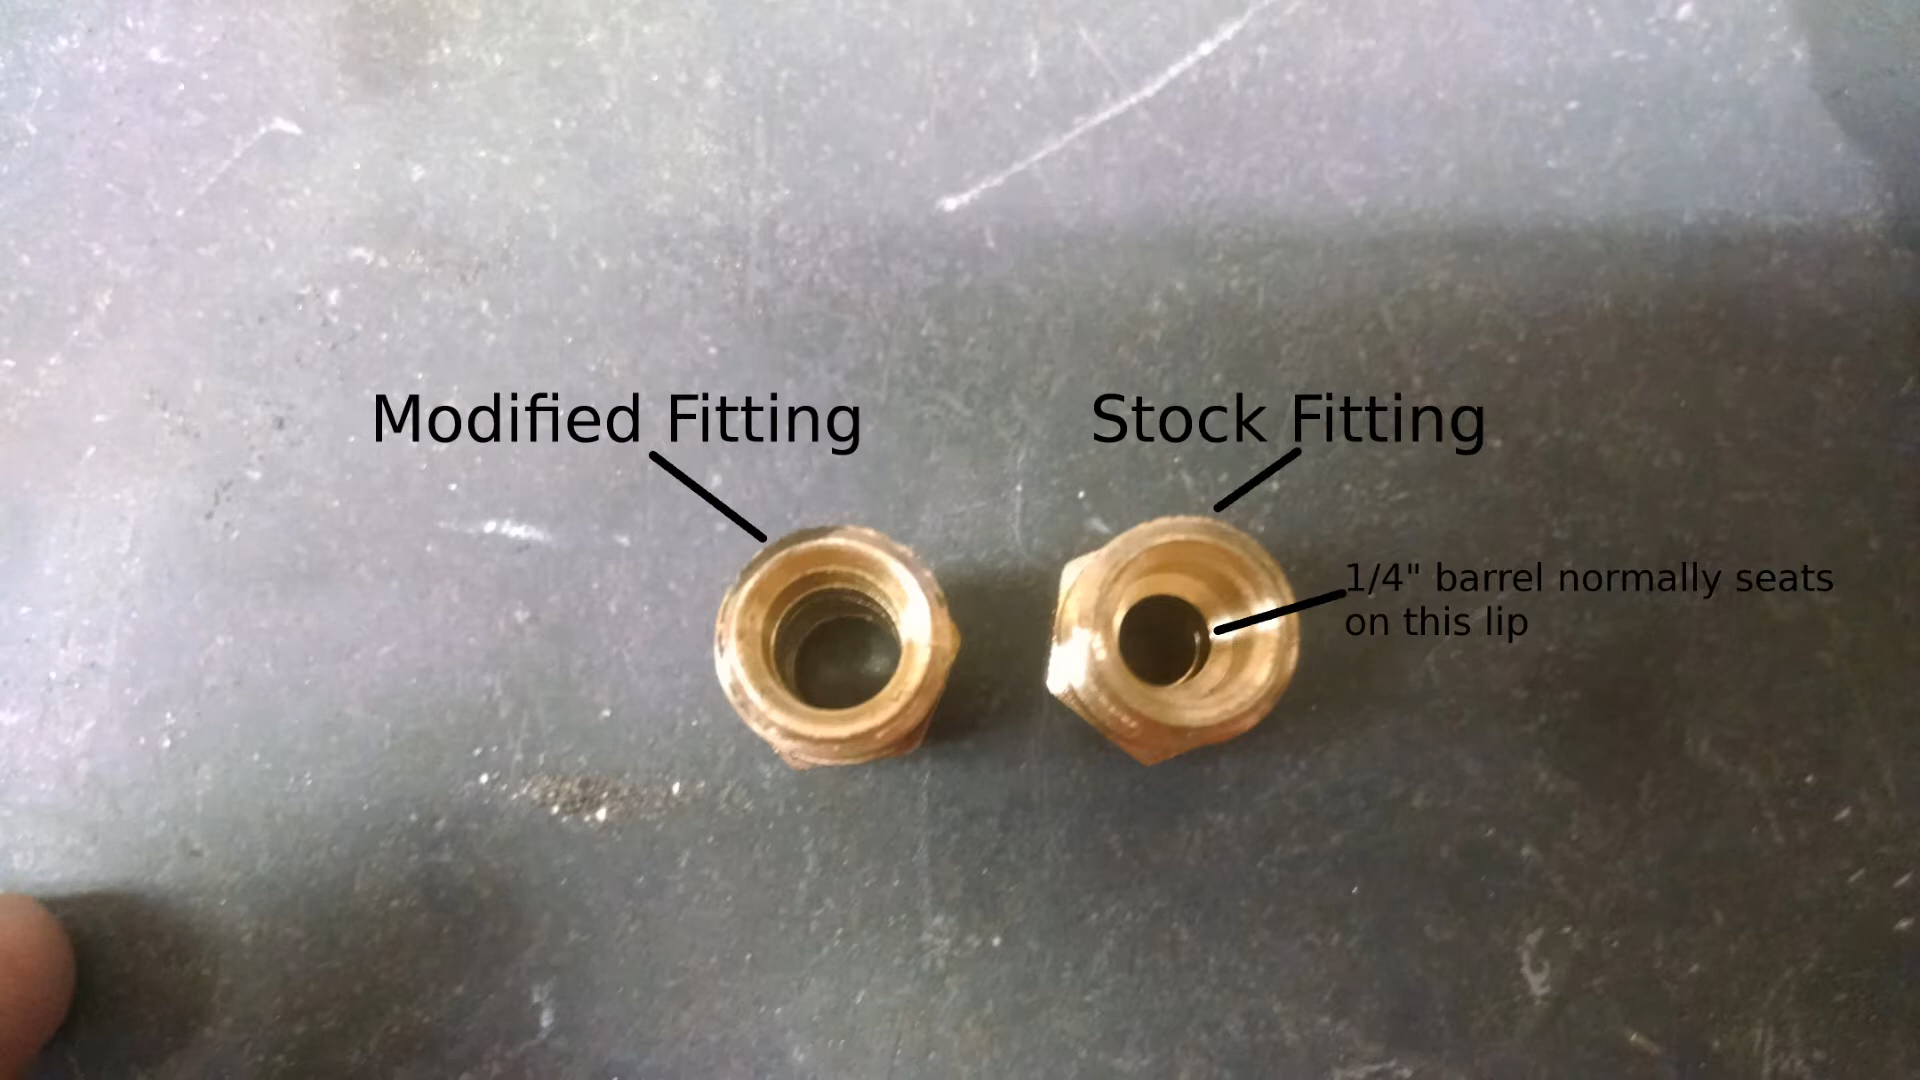 Modified Fitting
Stock Fitting
1/4" barrel normally seats
on this lip